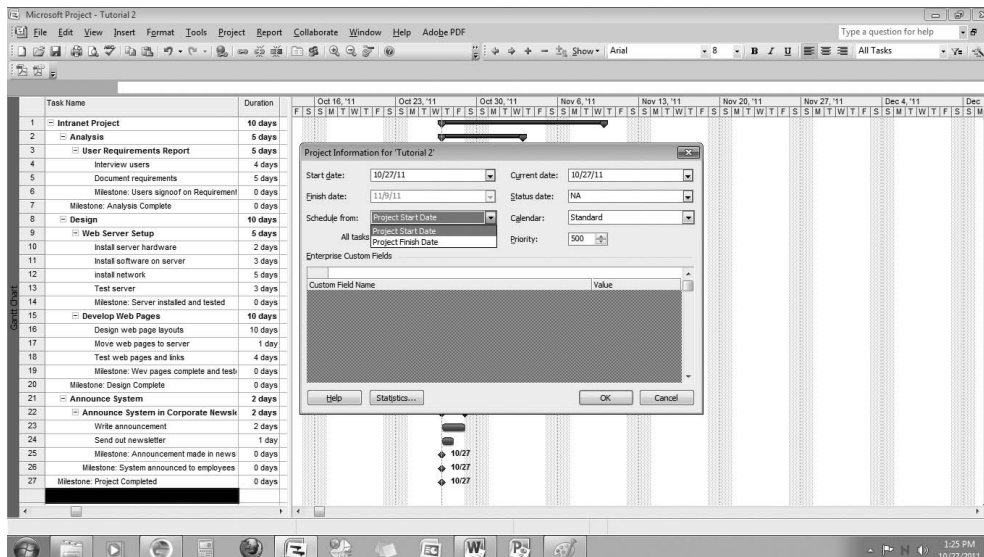 Microsoft Project - Tutorial 2
File Edit View Insert Format Tools Project Report Collaborate Window Help Adobe PDF
Type a question for help
Show Arial 8 B I U All Tasks
Task Name Duration
Oct 16, '11 Oct 23, '11 Oct 30, '11 Nov 6, '11 Nov 13, '11 Nov 20, '11 Nov 27, '11 Dec 4, '11 Dec
F S S M T W T F S S M T W T F S S M T W T F S S M T W T F S S M T W T F S S M T W T F S S M T W T F S S M T W T F S S M
1 Intranet Project 10 days
2 Analysis 5 days
3 User Requirements Report 5 days
4 Interview users 4 days
5 Document requirements 5 days
6 Milestone: Users signoof on Requirement 0 days
7 Milestone: Analysis Complete 0 days
8 Design 10 days
9 Web Server Setup 5 days
10 Install server hardware 2 days
11 Install software on server 3 days
12 install network 5 days
13 Test server 3 days
14 Milestone: Server installed and tested 0 days
15 Develop Web Pages 10 days
16 Design web page layouts 10 days
17 Move web pages to server 1 day
18 Test web pages and links 4 days
19 Milestone: Wev pages complete and test 0 days
20 Milestone: Design Complete 0 days
21 Announce System 2 days
22 Announce System in Corporate Newsle 2 days
23 Write announcement 2 days
24 Send out newsletter 1 day
25 Milestone: Announcement made in news 0 days 10/27
26 Milestone: System announced to employees 0 days 10/27
27 Milestone: Project Completed 0 days 10/27
Gantt Chart
Project Information for 'Tutorial 2'
Start date: 10/27/11 Current date: 10/27/11
Finish date: 11/9/11 Status date: NA
Schedule from: Project Start Date Calendar: Standard
Project Start Date
All tasks Project Finish Date Priority: 500
Enterprise Custom Fields
Custom Field Name Value
Help Statistics... OK Cancel
1:25 PM
10/27/2011